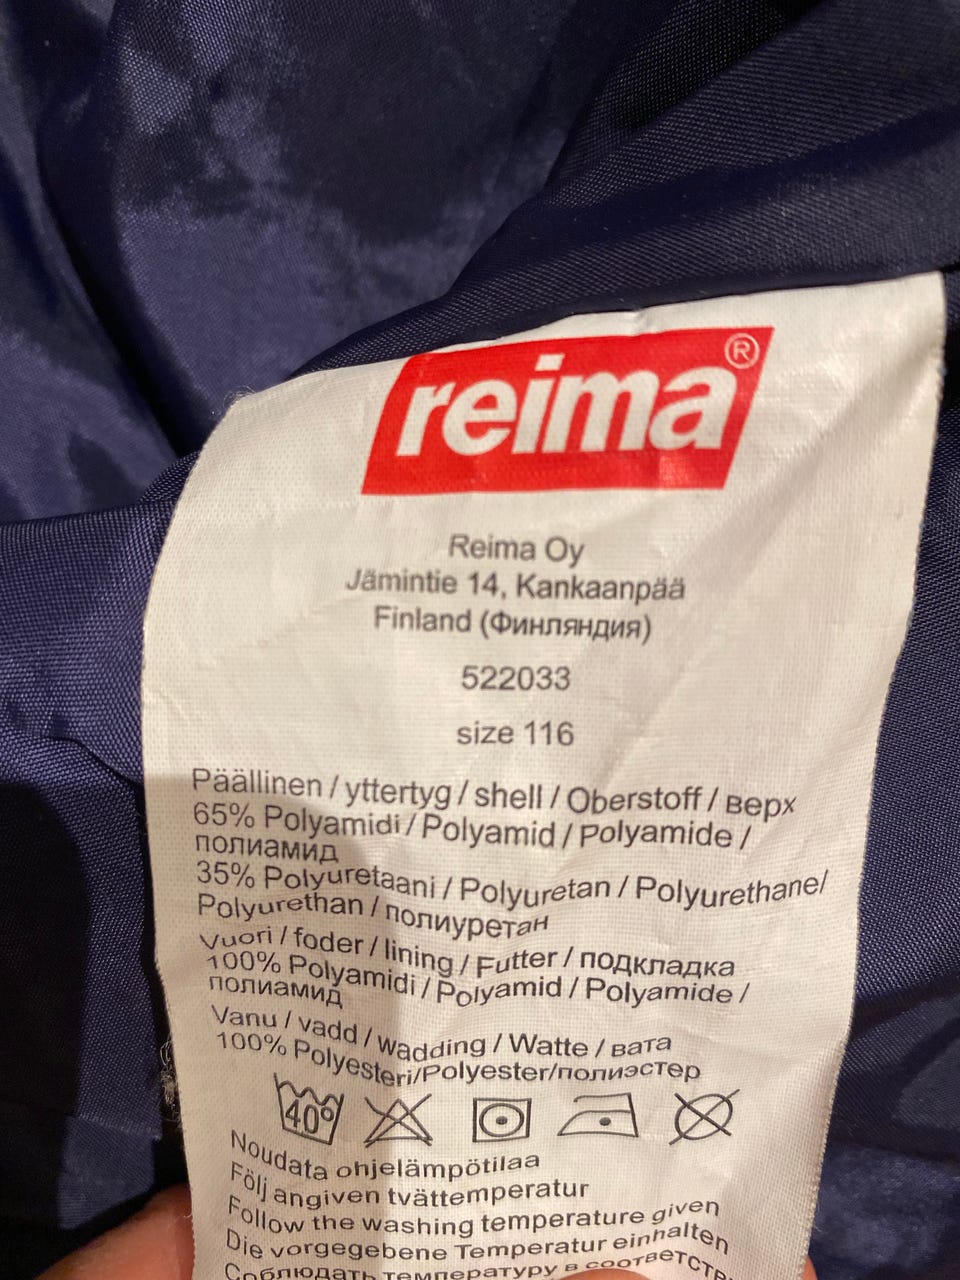 reima®
Reima Oy
Jämintie 14, Kankaanpää
Finland (Финляндия)
522033
size 116
Päällinen / yttertyg / shell / Oberstoff / верх
65% Polyamidi / Polyamid / Polyamide /
полиамид
35% Polyuretaani / Polyuretan / Polyurethane/
Polyurethan / полиуретан
Vuori / foder / lining / Futter / подкладка
100% Polyamidi / Polyamid / Polyamide /
полиамид
Vanu / vadd / wadding / Watte / вата
100% Polyesteri/Polyester/полиэстер
40°
Noudata ohjelämpötilaa
Följ angiven tvättemperatur
Follow the washing temperature given
Die vorgegebene Temperatur einhalten
температуру в